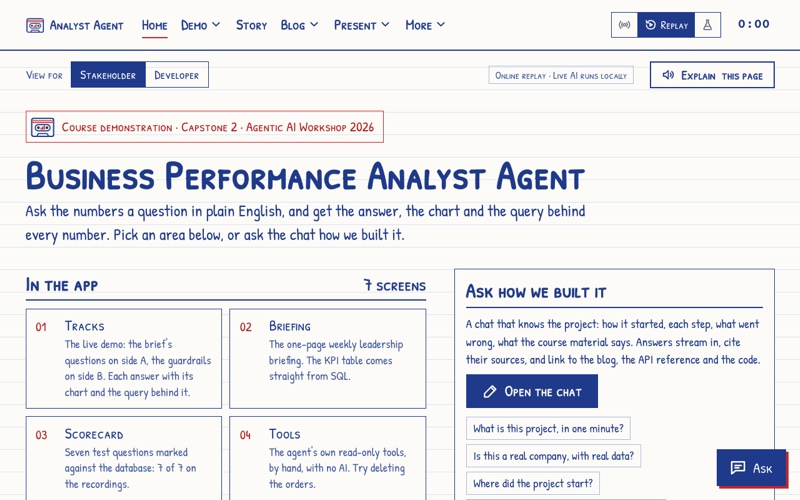 Analyst Agent
Home
Demo
Story
Blog
Present
More
Replay
0:00
View for
Stakeholder
Developer
Online replay · Live AI runs locally
Explain this page
Course demonstration · Capstone 2 · Agentic AI Workshop 2026
Business Performance Analyst Agent
Ask the numbers a question in plain English, and get the answer, the chart and the query behind
every number. Pick an area below, or ask the chat how we built it.
In the app
7 screens
01
Tracks
The live demo: the brief's
questions on side A, the guardrails
on side B. Each answer with its
chart and the query behind it.
02
Briefing
The one-page weekly leadership
briefing. The KPI table comes
straight from SQL.
03
Scorecard
Seven test questions marked
against the database: 7 of 7 on
the recordings.
04
Tools
The agent's own read-only tools,
by hand, with no AI. Try deleting
the orders.
Ask how we built it
A chat that knows the project: how it started, each step, what went
wrong, what the course material says. Answers stream in, cite
their sources, and link to the blog, the API reference and the code.
Open the chat
What is this project, in one minute?
Is this a real company, with real data?
Where did the project start?
Ask